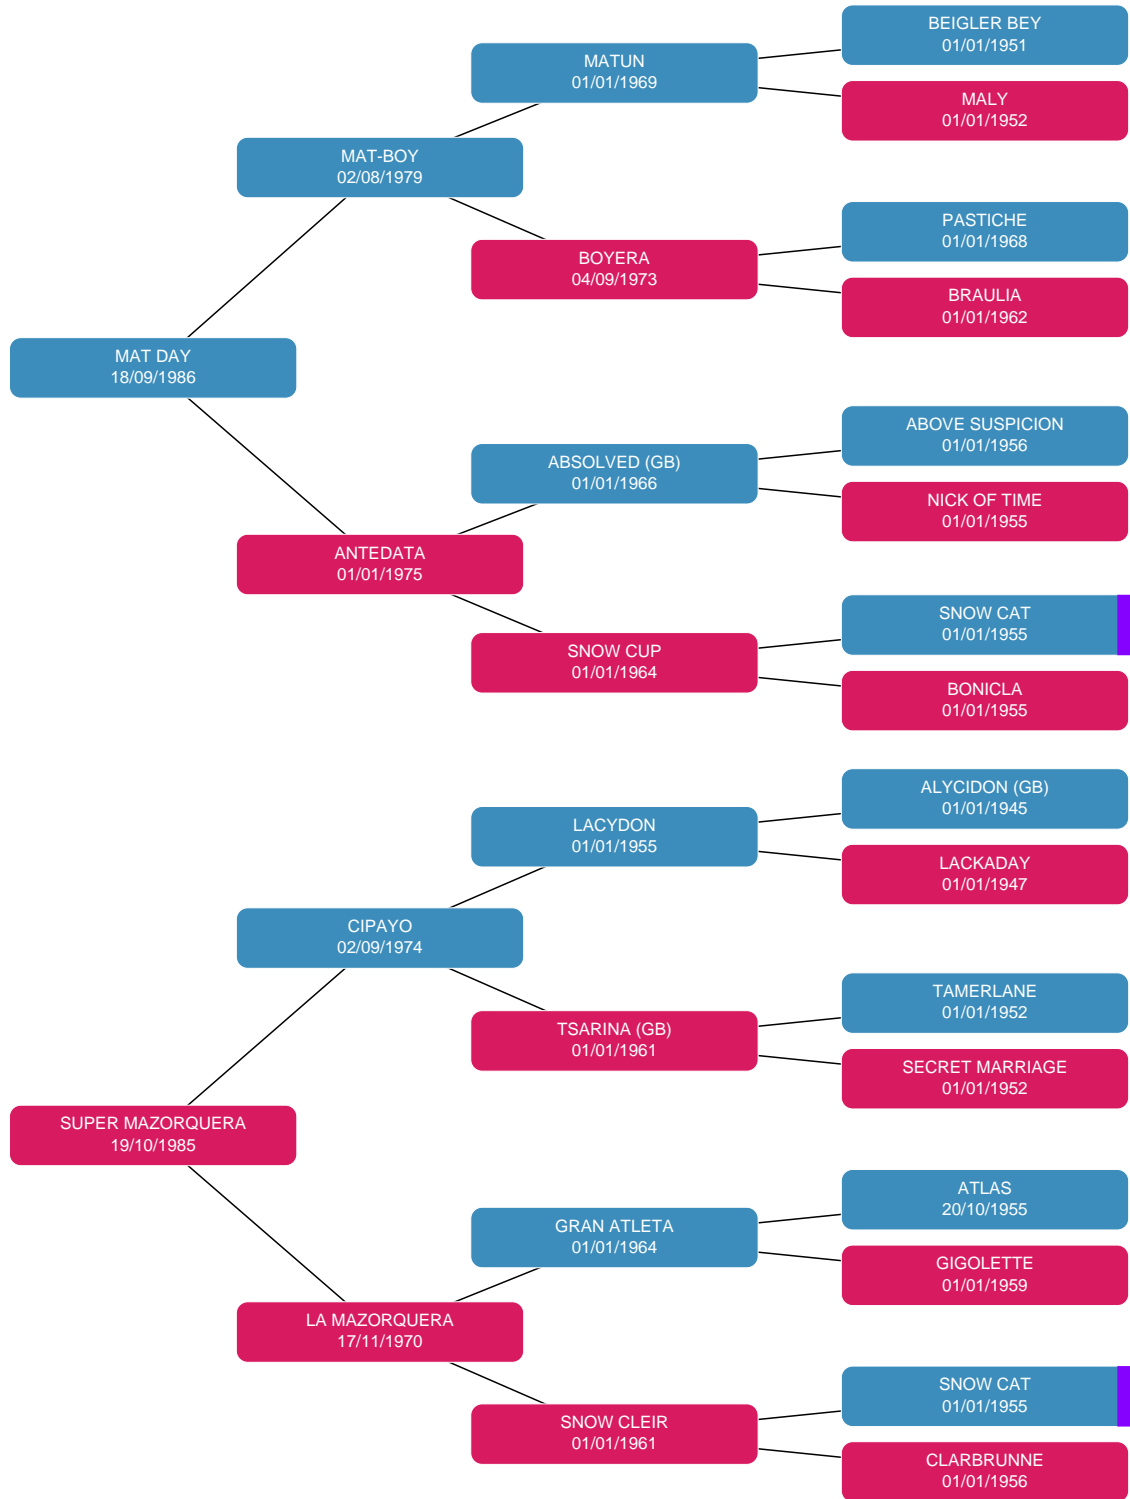 BEIGLER BEY
01/01/1951
MATUN
01/01/1969
MALY
01/01/1952
MAT-BOY
02/08/1979
PASTICHE
01/01/1968
BOYERA
04/09/1973
BRAULIA
01/01/1962
MAT DAY
18/09/1986
ABOVE SUSPICION
01/01/1956
ABSOLVED (GB)
01/01/1966
NICK OF TIME
01/01/1955
ANTEDATA
01/01/1975
SNOW CAT
01/01/1955
SNOW CUP
01/01/1964
BONICLA
01/01/1955
ALYCIDON (GB)
01/01/1945
LACYDON
01/01/1955
LACKADAY
01/01/1947
CIPAYO
02/09/1974
TAMERLANE
01/01/1952
TSARINA (GB)
01/01/1961
SECRET MARRIAGE
01/01/1952
SUPER MAZORQUERA
19/10/1985
ATLAS
20/10/1955
GRAN ATLETA
01/01/1964
GIGOLETTE
01/01/1959
LA MAZORQUERA
17/11/1970
SNOW CAT
01/01/1955
SNOW CLEIR
01/01/1961
CLARBRUNNE
01/01/1956